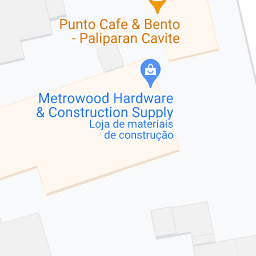 Punto Cafe & Bento
- Paliparan Cavite
Metrowood Hardware
& Construction Supply
Loja de materiais
de construção